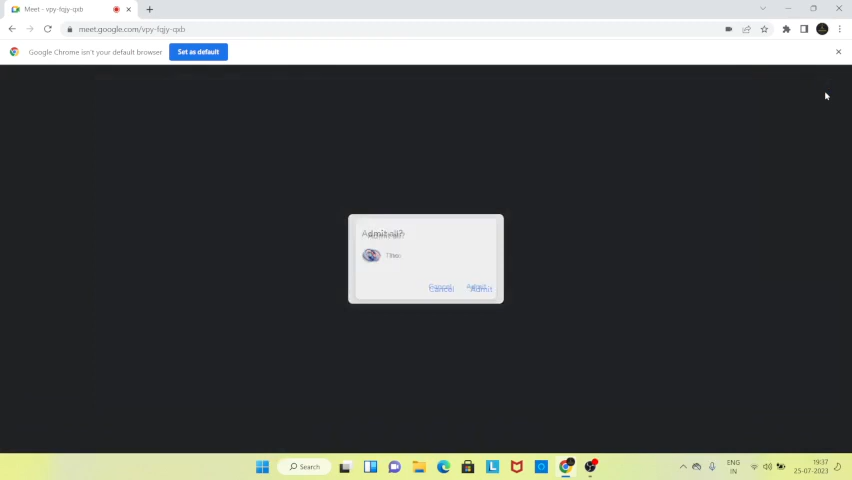 Meet - vpy-fqjy-qxb
meet.google.com/vpy-fqjy-qxb
Google Chrome isn't your default browser
Set as default
Admit all?
Cancel
Admit
Search
ENG
IN
19:37
25-07-2023